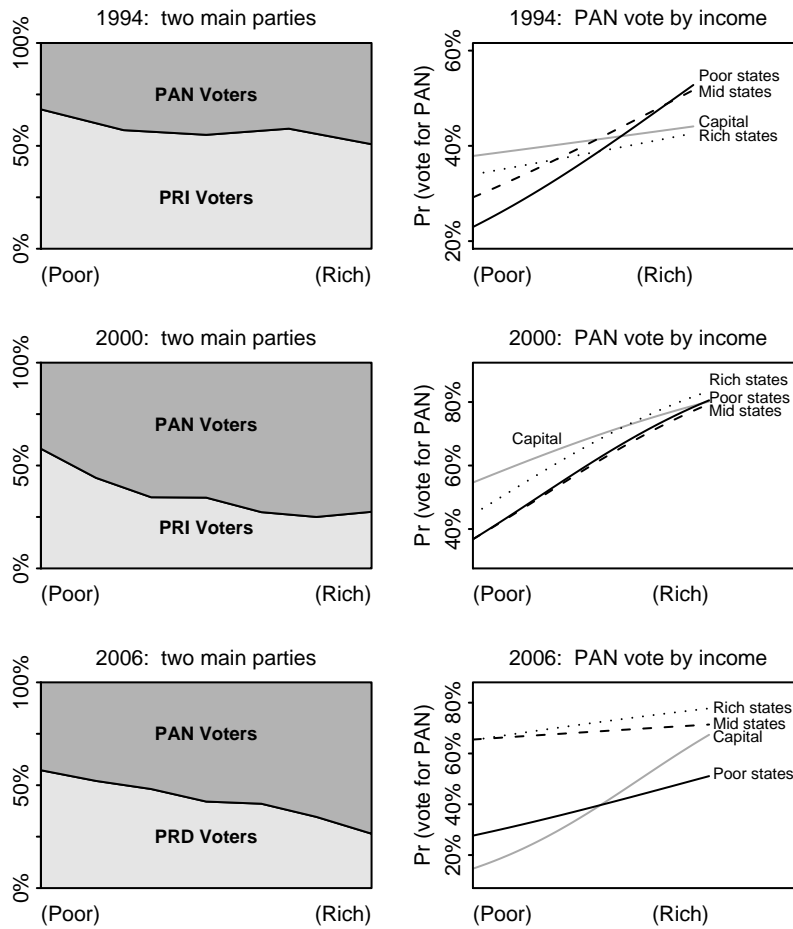 1994: two main parties
100%
50%
0%
PAN Voters
PRI Voters
(Poor) (Rich)
1994: PAN vote by income
Pr (vote for PAN)
60%
40%
20%
Poor states
Mid states
Capital
Rich states
(Poor) (Rich)
2000: two main parties
100%
50%
0%
PAN Voters
PRI Voters
(Poor) (Rich)
2000: PAN vote by income
Pr (vote for PAN)
80%
60%
40%
Rich states
Poor states
Mid states
Capital
(Poor) (Rich)
2006: two main parties
100%
50%
0%
PAN Voters
PRD Voters
(Poor) (Rich)
2006: PAN vote by income
Pr (vote for PAN)
80%
60%
40%
20%
Rich states
Mid states
Capital
Poor states
(Poor) (Rich)